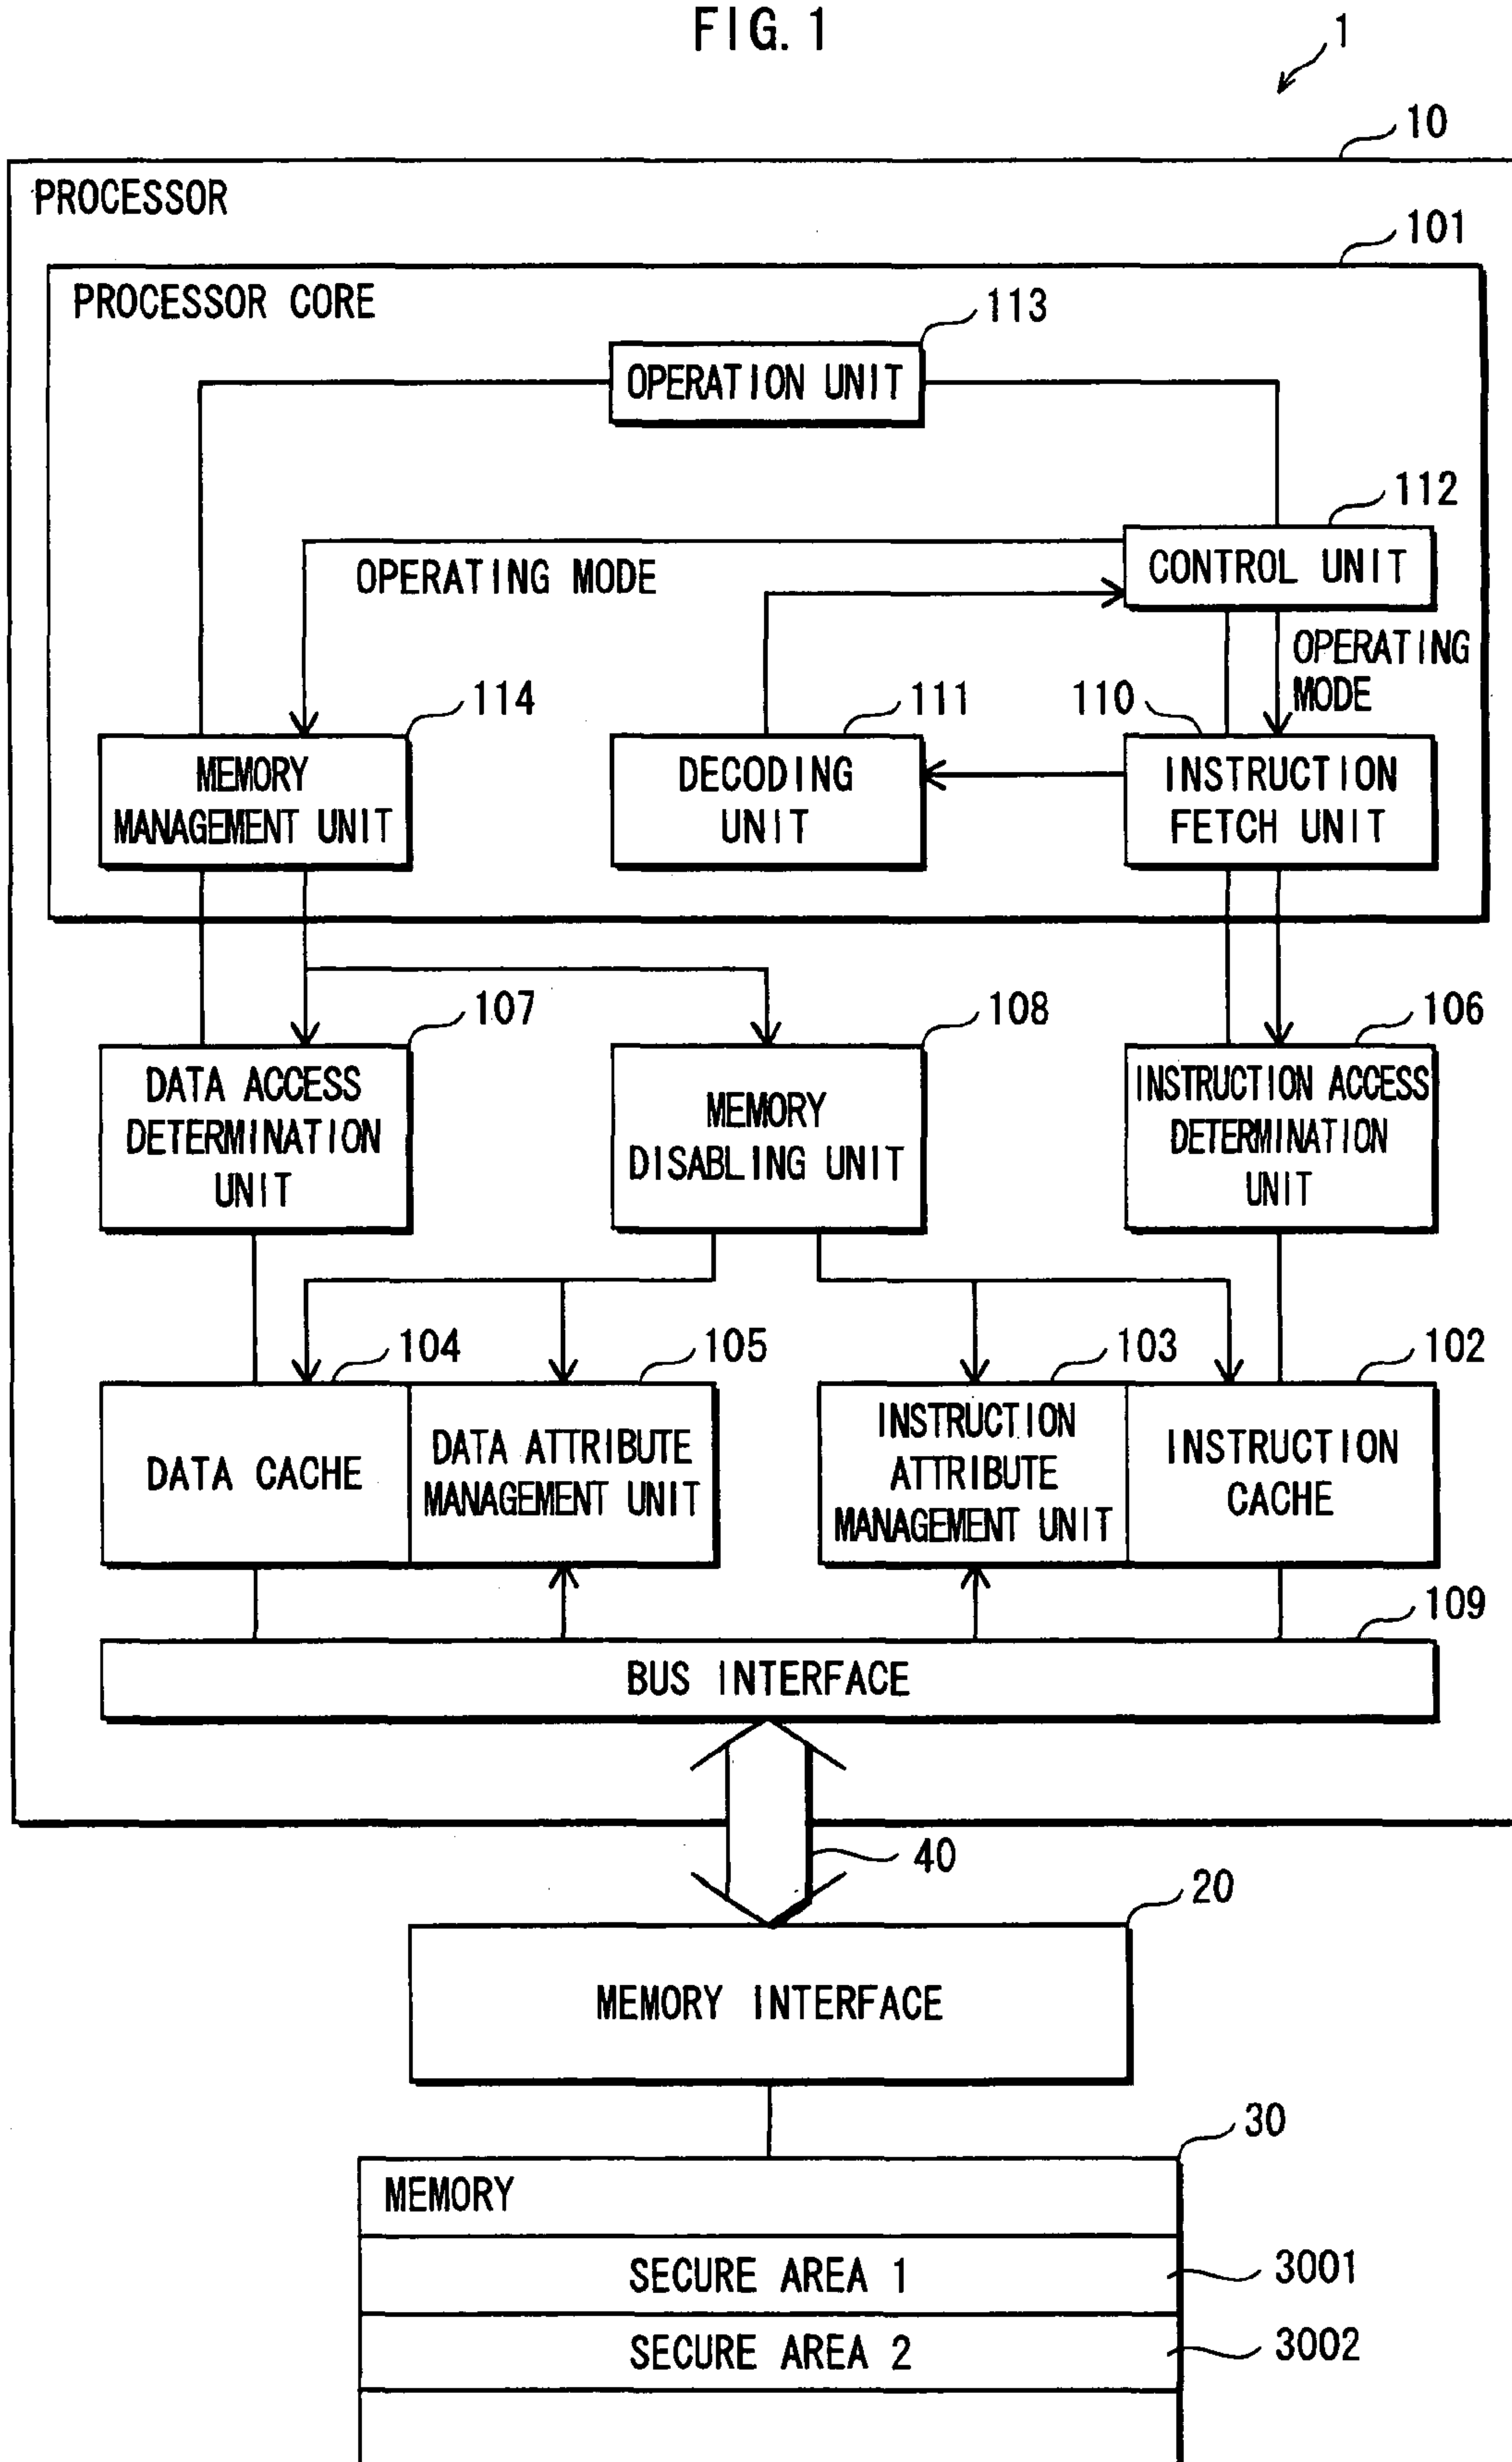 FIG. 1
1
10
PROCESSOR
101
PROCESSOR CORE
113
OPERATION UNIT
112
CONTROL UNIT
OPERATING MODE
OPERATING
MODE
114
111
110
MEMORY
MANAGEMENT UNIT
DECODING
UNIT
INSTRUCTION
FETCH UNIT
107
108
106
DATA ACCESS
DETERMINATION
UNIT
MEMORY
DISABLING UNIT
INSTRUCTION ACCESS
DETERMINATION
UNIT
104
105
103
102
DATA CACHE
DATA ATTRIBUTE
MANAGEMENT UNIT
INSTRUCTION
ATTRIBUTE
MANAGEMENT UNIT
INSTRUCTION
CACHE
109
BUS INTERFACE
40
20
MEMORY INTERFACE
30
MEMORY
SECURE AREA 1
3001
SECURE AREA 2
3002